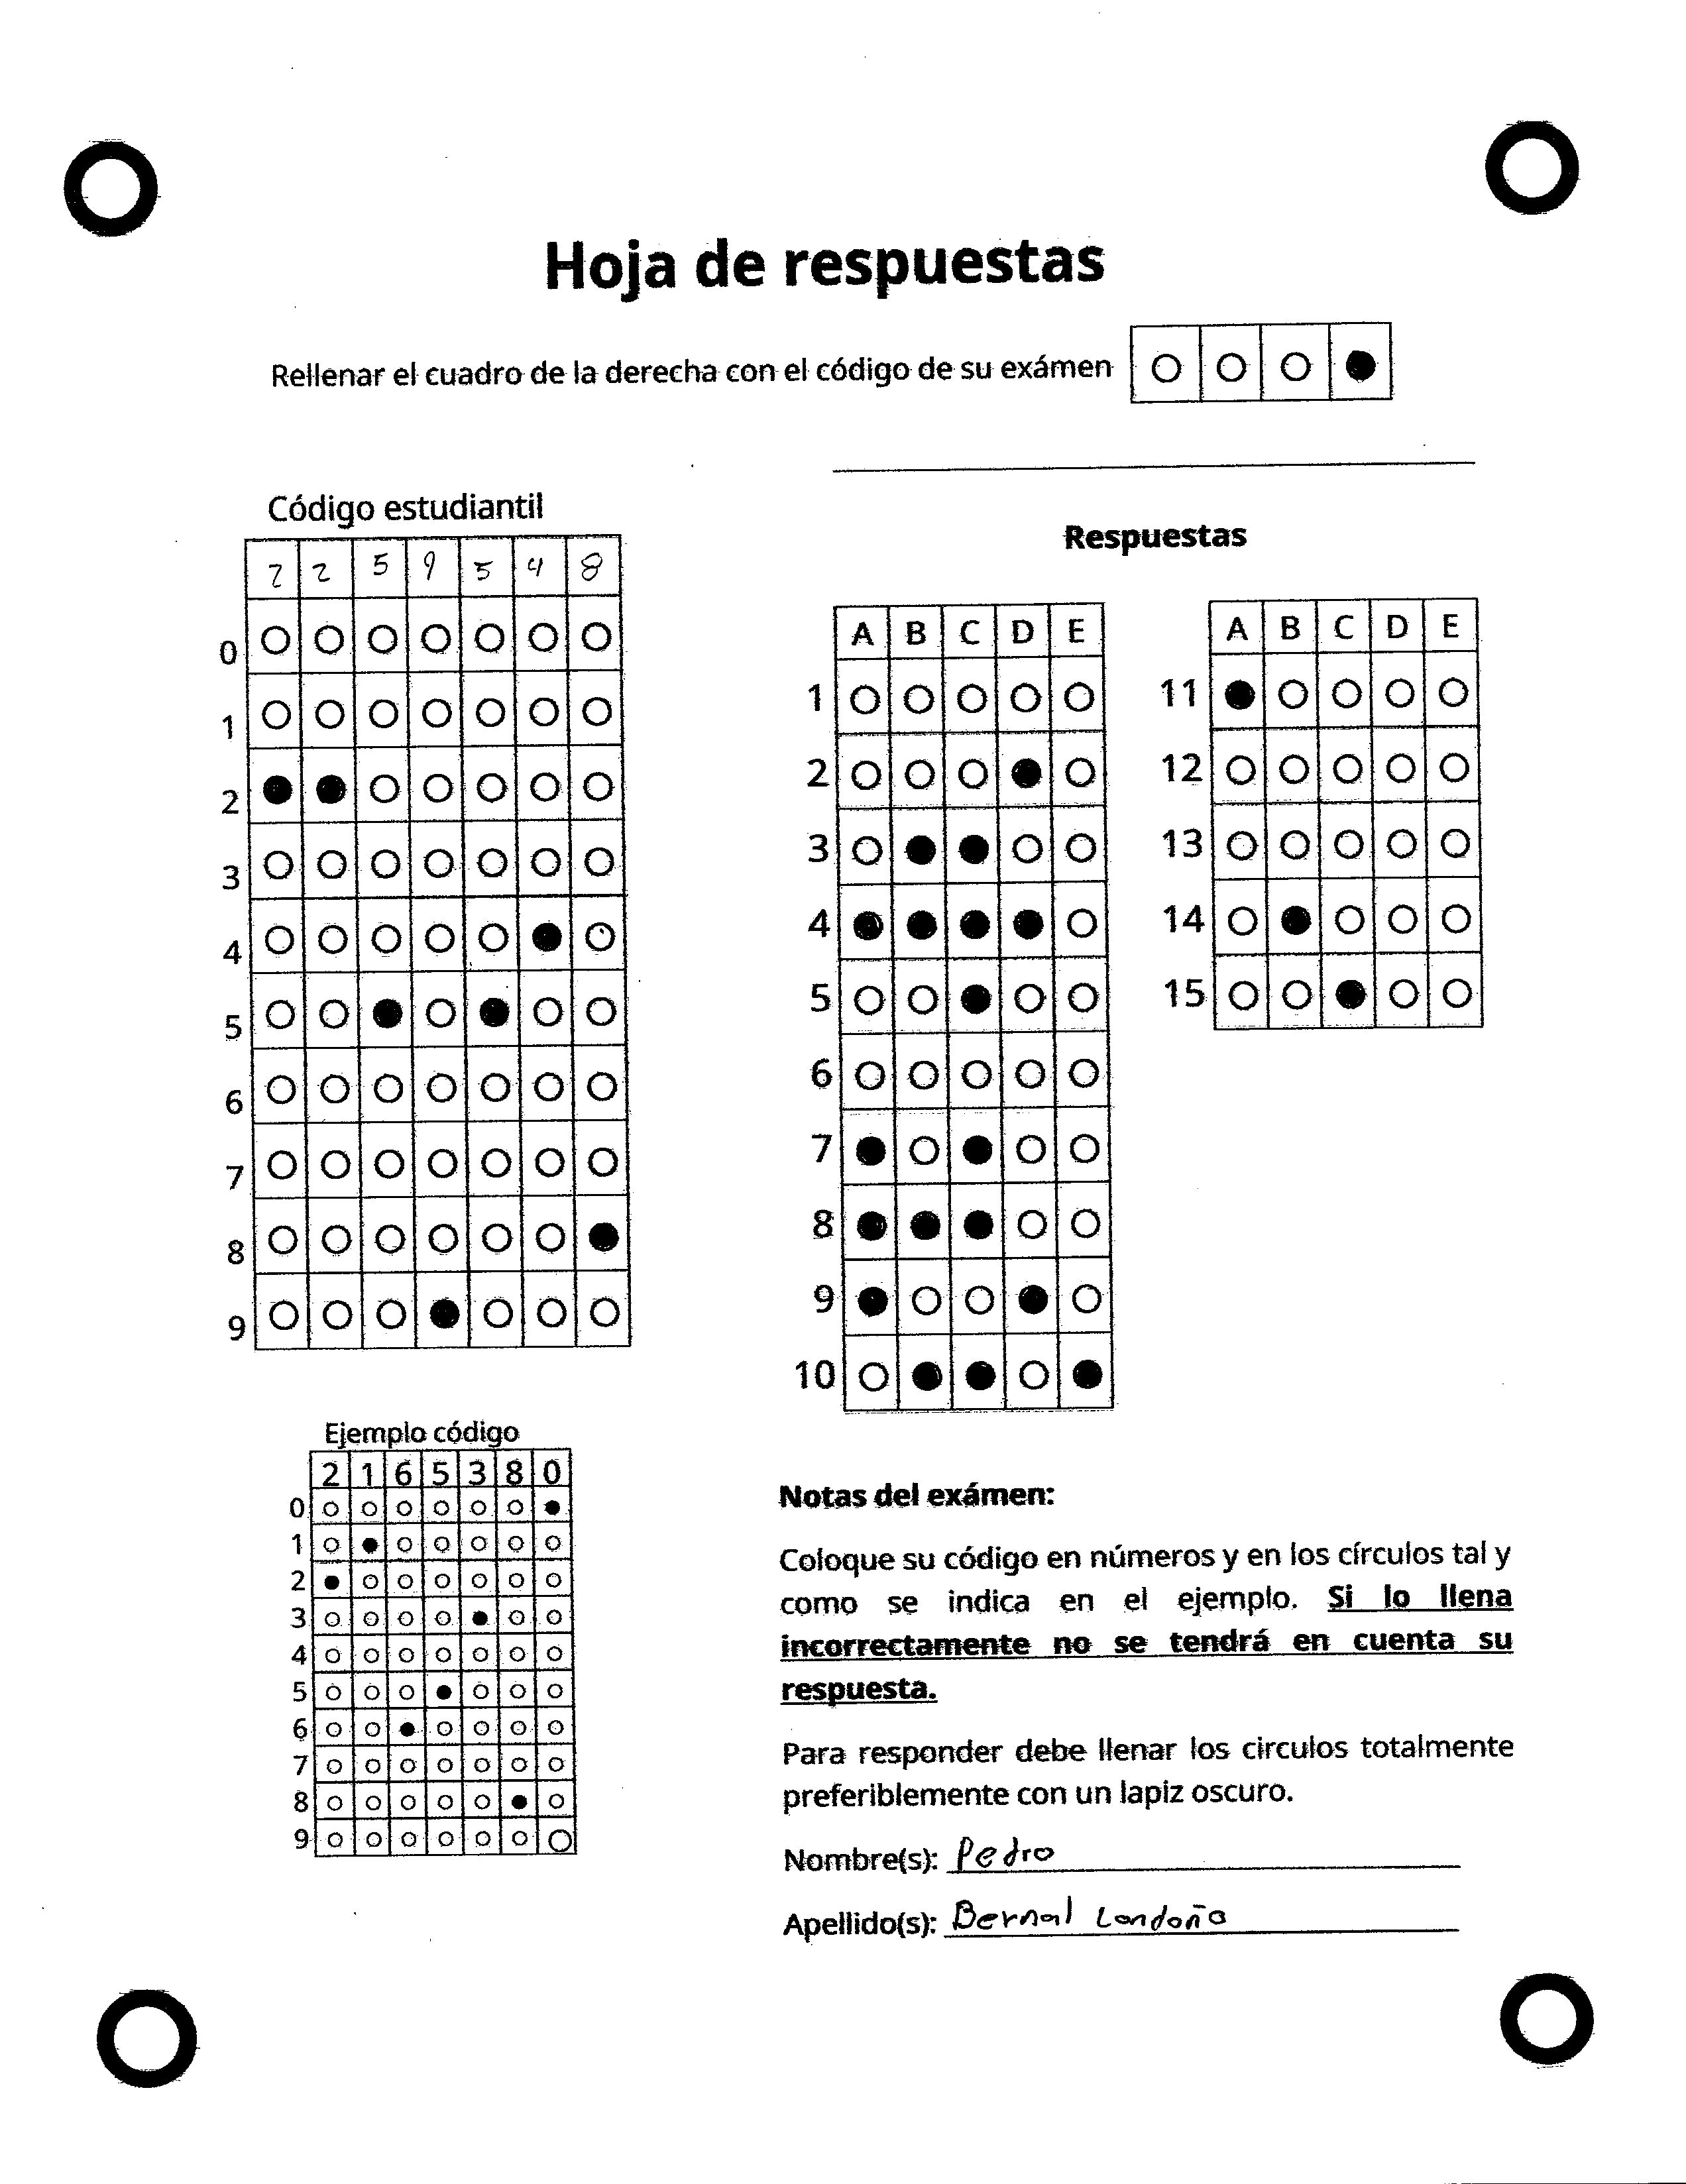 Hoja de respuestas
Rellenar el cuadro de la derecha con el código de su exámen
Código estudiantil
2 2 5 9 5 4 8
0
1
2
3
4
5
6
7
8
9
Respuestas
A B C D E
1
2
3
4
5
6
7
8
9
10
A B C D E
11
12
13
14
15
Ejemplo código
2 1 6 5 3 8 0
0
1
2
3
4
5
6
7
8
9
Notas del exámen:
Coloque su código en números y en los círculos tal y
como se indica en el ejemplo. Si lo llena
incorrectamente no se tendrá en cuenta su
respuesta.
Para responder debe llenar los circulos totalmente
preferiblemente con un lapiz oscuro.
Nombre(s): Pedro
Apellido(s): Bernal Londoño